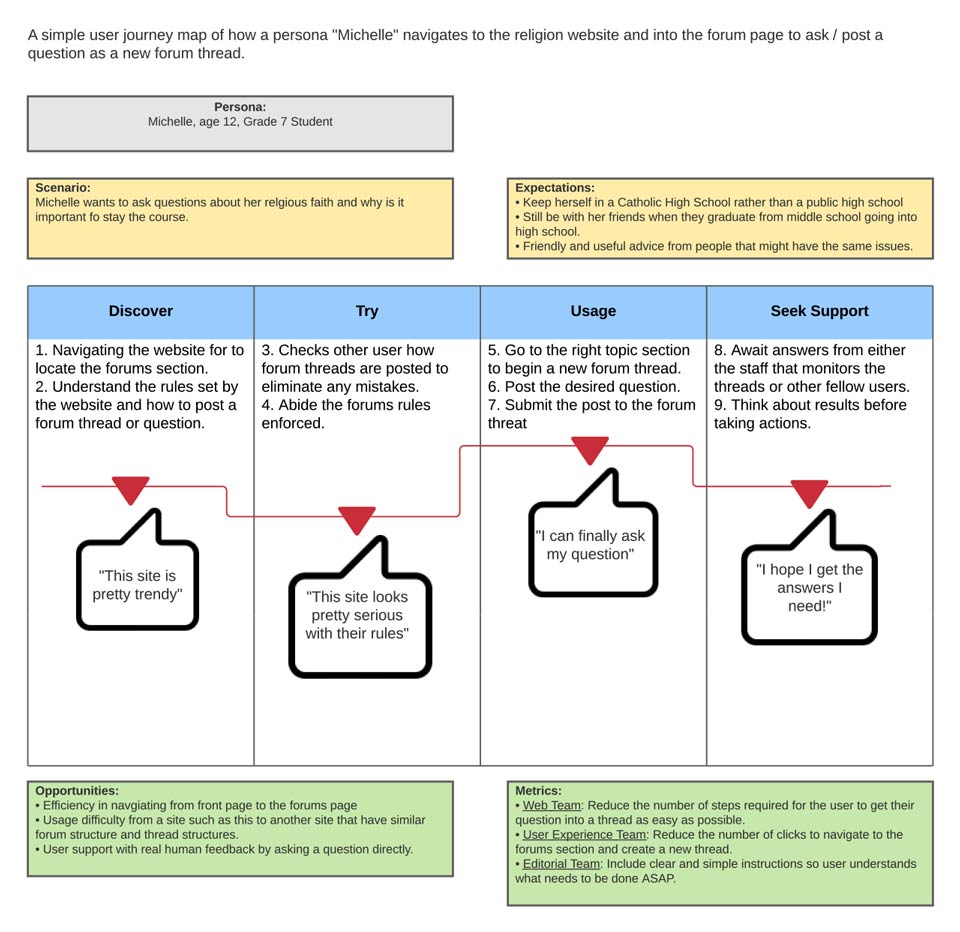 A simple user journey map of how a persona "Michelle" navigates to the religion website and into the forum page to ask / post a
question as a new forum thread.
Persona:
Michelle, age 12, Grade 7 Student
Scenario:
Michelle wants to ask questions about her relgious faith and why is it
important fo stay the course.
Expectations:
• Keep herself in a Catholic High School rather than a public high school
• Still be with her friends when they graduate from middle school going into
high school.
• Friendly and useful advice from people that might have the same issues.
Discover
Try
Usage
Seek Support
1. Navigating the website for to
locate the forums section.
2. Understand the rules set by
the website and how to post a
forum thread or question.
3. Checks other user how
forum threads are posted to
eliminate any mistakes.
4. Abide the forums rules
enforced.
5. Go to the right topic section
to begin a new forum thread.
6. Post the desired question.
7. Submit the post to the forum
threat
8. Await answers from either
the staff that monitors the
threads or other fellow users.
9. Think about results before
taking actions.
"This site is
pretty trendy"
"This site looks
pretty serious
with their rules"
"I can finally ask
my question"
"I hope I get the
answers I
need!"
Opportunities:
• Efficiency in navgiating from front page to the forums page
• Usage difficulty from a site such as this to another site that have similar
forum structure and thread structures.
• User support with real human feedback by asking a question directly.
Metrics:
• Web Team: Reduce the number of steps required for the user to get their
question into a thread as easy as possible.
• User Experience Team: Reduce the number of clicks to navigate to the
forums section and create a new thread.
• Editorial Team: Include clear and simple instructions so user understands
what needs to be done ASAP.